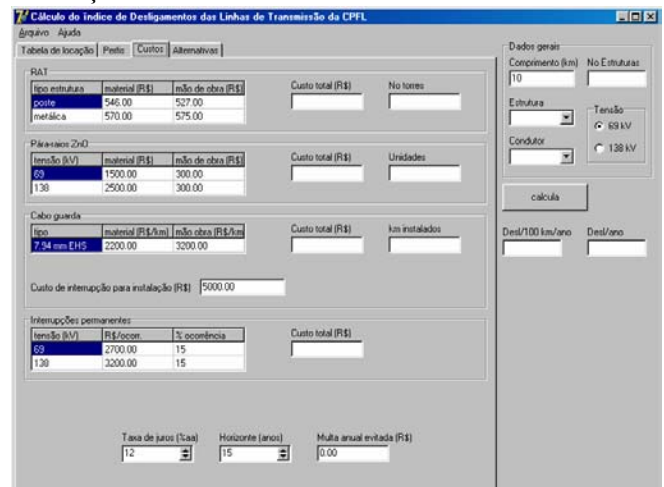 Cálculo do índice de Desligamentos das Linhas de Transmissão da CPFL
Arquivo Ajuda
Tabela de locação Perfis Custos Alternativas
RAT
tipo estrutura material (R$) mão de obra (R$)
poste 546.00 527.00
metálica 570.00 575.00
Custo total (R$) No torres
Pára-raios ZnO
tensão (kV) material (R$) mão de obra (R$)
69 1500.00 300.00
138 2500.00 300.00
Custo total (R$) Unidades
Cabo guarda
tipo material (R$/km) mão obra (R$/km
7.94 mm EHS 2200.00 3200.00
Custo total (R$) km instalados
Custo de interrupção para instalação (R$) 5000.00
Interrupções permanentes
tensão (kV) R$/ocorr. % ocorrência
69 2700.00 15
138 3200.00 15
Custo total (R$)
Taxa de juros (%aa) Horizonte (anos) Multa anual evitada (R$)
12 15 0.00
Dados gerais
Comprimento (km) No Estruturas
10
Estrutura
Tensão
69 kV
Condutor
138 kV
calcula
Desl/100 km/ano Desl/ano